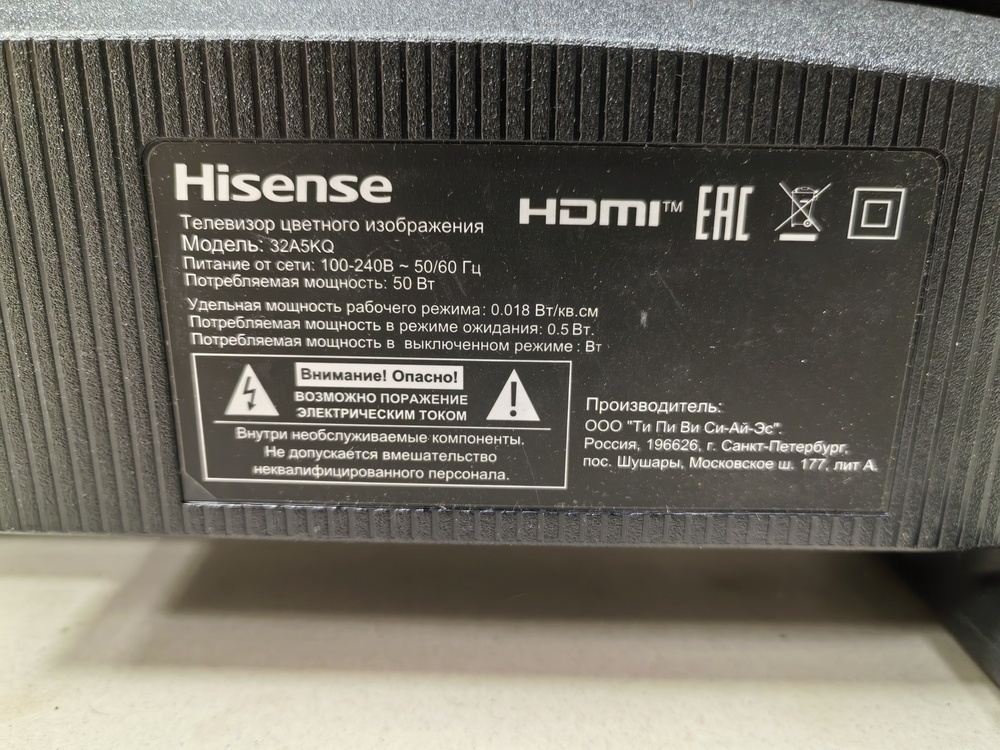 Hisense
HDMI™ EAC
Телевизор цветного изображения
Модель: 32A5KQ
Питание от сети: 100-240В ~ 50/60 Гц
Потребляемая мощность: 50 Вт
Удельная мощность рабочего режима: 0.018 Вт/кв.см
Потребляемая мощность в режиме ожидания: 0.5 Вт.
Потребляемая мощность в выключенном режиме : Вт
Внимание! Опасно!
ВОЗМОЖНО ПОРАЖЕНИЕ
ЭЛЕКТРИЧЕСКИМ ТОКОМ
Внутри необслуживаемые компоненты.
Не допускается вмешательство
неквалифицированного персонала.
Производитель:
ООО "Ти Пи Ви Си-Ай-Эс".
Россия, 196626, г. Санкт-Петербург,
пос. Шушары, Московское ш. 177, лит А.